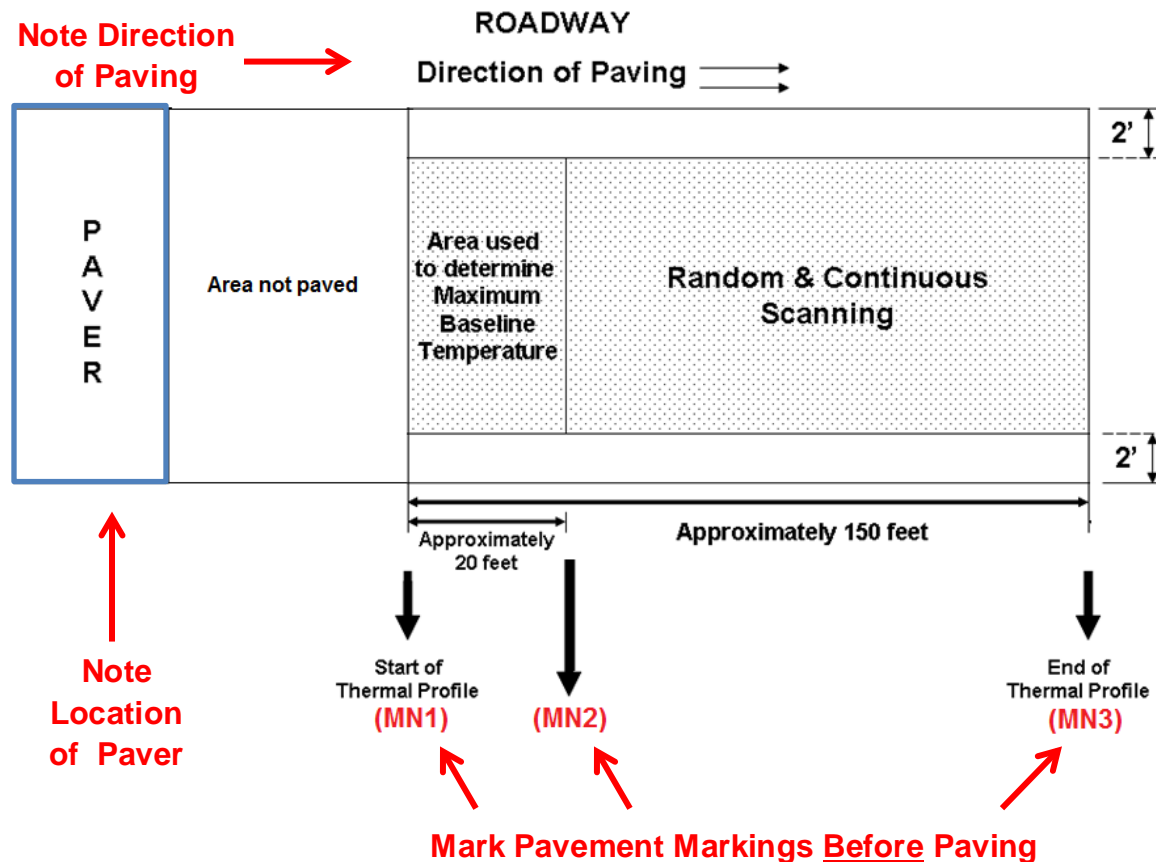 ROADWAY
Note Direction
of Paving
Direction of Paving
2'
P
A
V
E
R
Area not paved
Area used
to determine
Maximum
Baseline
Temperature
Random & Continuous
Scanning
2'
Approximately
20 feet
Approximately 150 feet
Note
Location
of Paver
Start of
Thermal Profile
(MN1)
(MN2)
End of
Thermal Profile
(MN3)
Mark Pavement Markings Before Paving